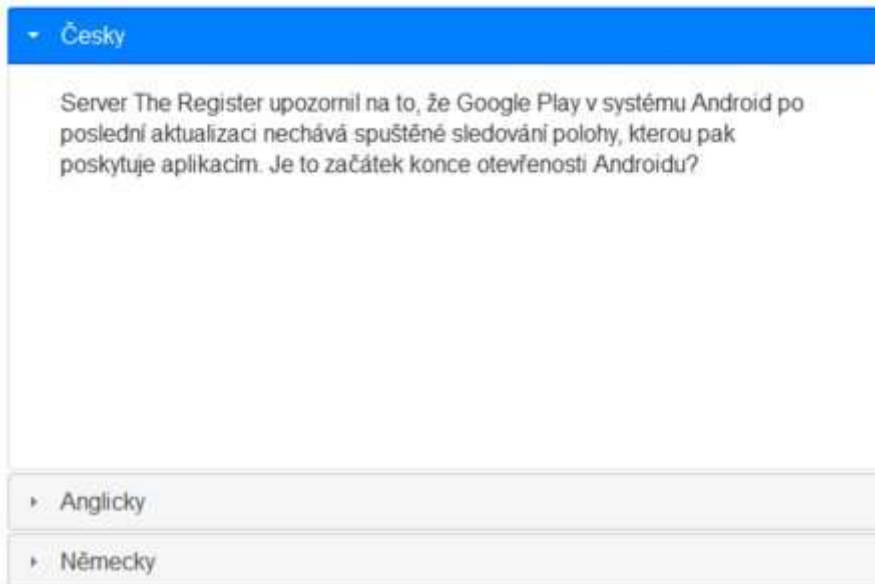 Česky
Server The Register upozornil na to, že Google Play v systému Android po
poslední aktualizaci nechává spuštěné sledování polohy, kterou pak
poskytuje aplikacím. Je to začátek konce otevřenosti Androidu?
Anglicky
Německy